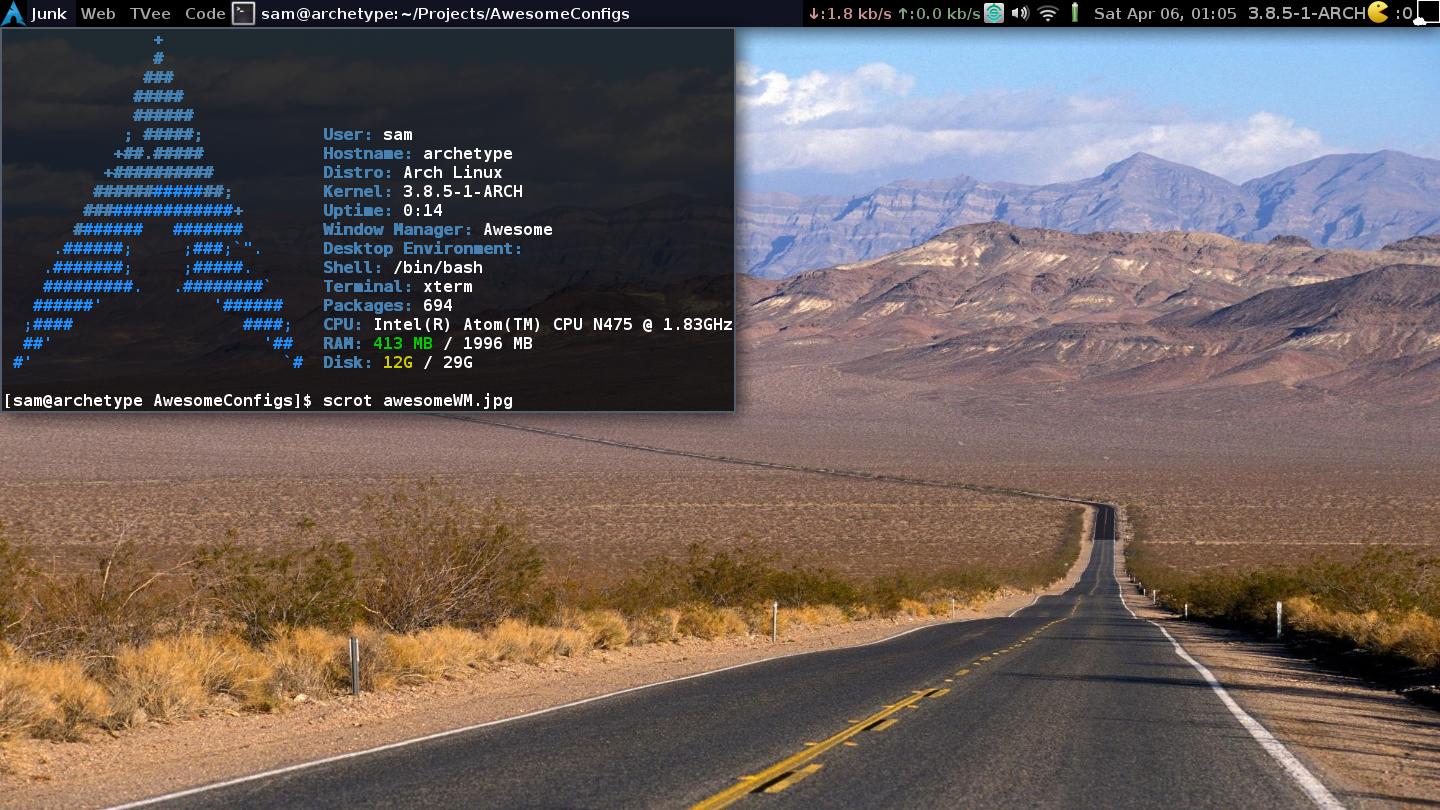 Junk Web TVee Code sam@archetype:~/Projects/AwesomeConfigs ↓:1.8 kb/s ↑:0.0 kb/s Sat Apr 06, 01:05 3.8.5-1-ARCH :0
+
#
###
#####
######
; #####;
User: sam
+##.#####
Hostname: archetype
+##########
Distro: Arch Linux
#############;
Kernel: 3.8.5-1-ARCH
###############+
Uptime: 0:14
####### #######
Window Manager: Awesome
.######; ;###;`".
Desktop Environment:
.#######; ;#####.
Shell: /bin/bash
#########. .########`
Terminal: xterm
######' '######
Packages: 694
;#### ####;
CPU: Intel(R) Atom(TM) CPU N475 @ 1.83GHz
##' '##
RAM: 413 MB / 1996 MB
#' `#
Disk: 12G / 29G
[sam@archetype AwesomeConfigs]$ scrot awesomeWM.jpg